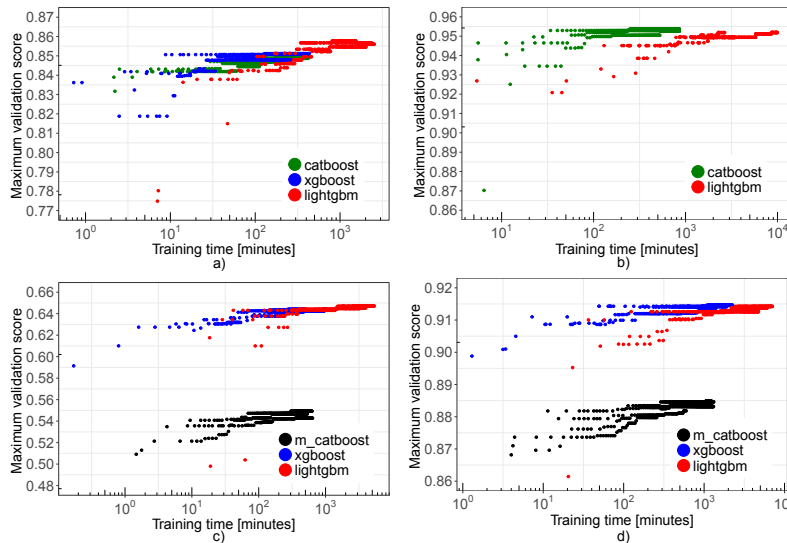 Maximum validation score
0.87
0.86
0.85
0.84
0.83
0.82
0.81
0.80
0.79
0.78
0.77
catboost
xgboost
lightgbm
10^0 10^1 10^2 10^3
Training time [minutes]
a)
Maximum validation score
0.96
0.95
0.94
0.93
0.92
0.91
0.90
0.89
0.88
0.87
0.86
catboost
lightgbm
10^1 10^2 10^3 10^4
Training time [minutes]
b)
Maximum validation score
0.66
0.64
0.62
0.60
0.54
0.52
0.50
0.48
m_catboost
xgboost
lightgbm
10^0 10^1 10^2 10^3
Training time [minutes]
c)
Maximum validation score
0.92
0.91
0.90
0.89
0.88
0.87
0.86
m_catboost
xgboost
lightgbm
10^0 10^1 10^2 10^3
Training time [minutes]
d)